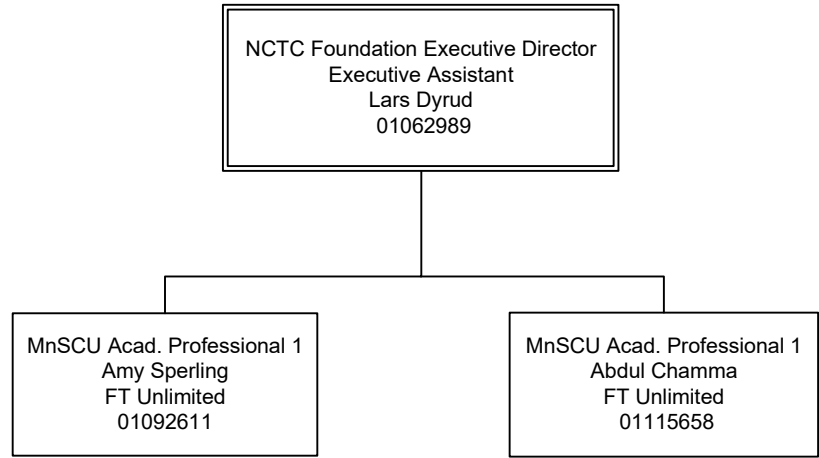 NCTC Foundation Executive Director
Executive Assistant
Lars Dyrud
01062989
MnSCU Acad. Professional 1
Amy Sperling
FT Unlimited
01092611
MnSCU Acad. Professional 1
Abdul Chamma
FT Unlimited
01115658